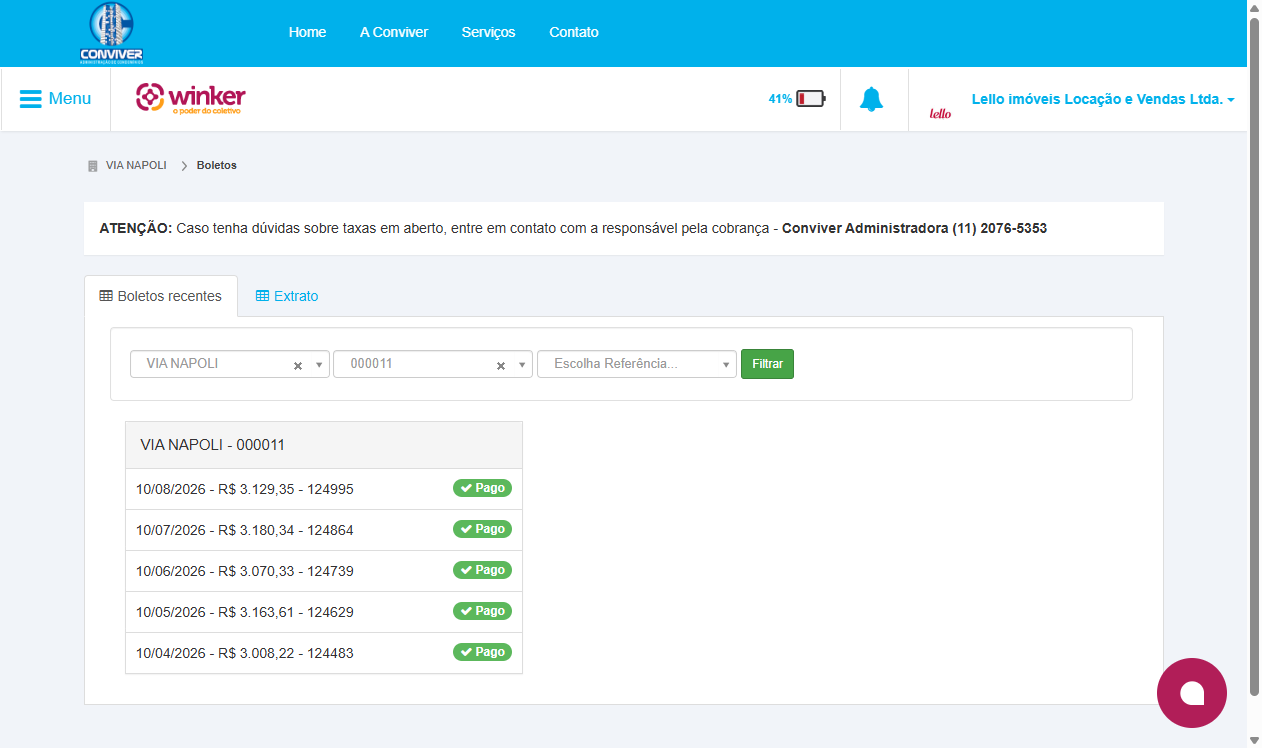 Home A Conviver Serviços Contato
CONVIVER
Menu
winker
o poder do coletivo
41%
lello
Lello imóveis Locação e Vendas Ltda.
VIA NAPOLI Boletos
ATENÇÃO: Caso tenha dúvidas sobre taxas em aberto, entre em contato com a responsável pela cobrança - Conviver Administradora (11) 2076-5353
Boletos recentes Extrato
VIA NAPOLI × 000011 × Escolha Referência... Filtrar
VIA NAPOLI - 000011
10/08/2026 - R$ 3.129,35 - 124995 Pago
10/07/2026 - R$ 3.180,34 - 124864 Pago
10/06/2026 - R$ 3.070,33 - 124739 Pago
10/05/2026 - R$ 3.163,61 - 124629 Pago
10/04/2026 - R$ 3.008,22 - 124483 Pago